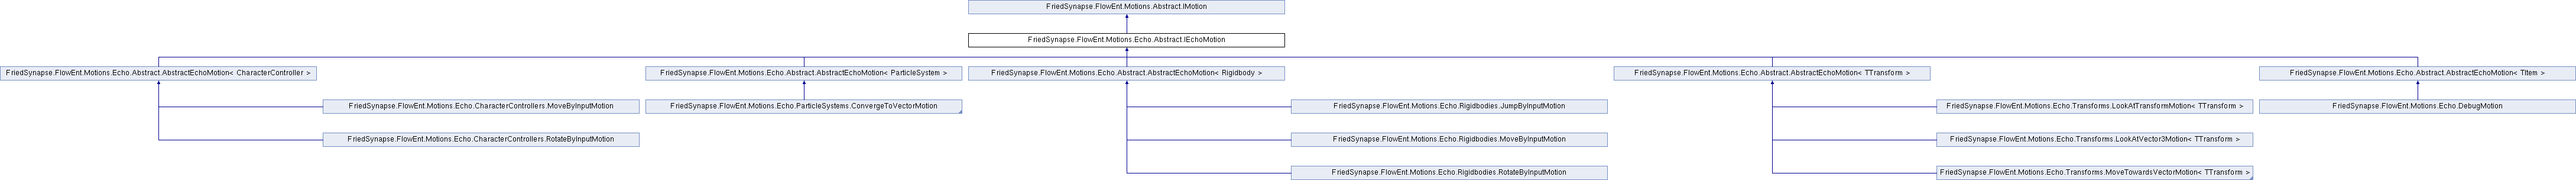 FriedSynapse.FlowEnt.Motions.Abstract.IMotion
FriedSynapse.FlowEnt.Motions.Echo.Abstract.IEchoMotion
FriedSynapse.FlowEnt.Motions.Echo.Abstract.AbstractEchoMotion< CharacterController >
FriedSynapse.FlowEnt.Motions.Echo.Abstract.AbstractEchoMotion< ParticleSystem >
FriedSynapse.FlowEnt.Motions.Echo.Abstract.AbstractEchoMotion< Rigidbody >
FriedSynapse.FlowEnt.Motions.Echo.Abstract.AbstractEchoMotion< TTransform >
FriedSynapse.FlowEnt.Motions.Echo.Abstract.AbstractEchoMotion< TItem >
FriedSynapse.FlowEnt.Motions.Echo.CharacterControllers.MoveByInputMotion
FriedSynapse.FlowEnt.Motions.Echo.ParticleSystems.ConvergeToVectorMotion
FriedSynapse.FlowEnt.Motions.Echo.Rigidbodies.JumpByInputMotion
FriedSynapse.FlowEnt.Motions.Echo.Transforms.LookAtTransformMotion< TTransform >
FriedSynapse.FlowEnt.Motions.Echo.DebugMotion
FriedSynapse.FlowEnt.Motions.Echo.CharacterControllers.RotateByInputMotion
FriedSynapse.FlowEnt.Motions.Echo.Rigidbodies.MoveByInputMotion
FriedSynapse.FlowEnt.Motions.Echo.Transforms.LookAtVector3Motion< TTransform >
FriedSynapse.FlowEnt.Motions.Echo.Rigidbodies.RotateByInputMotion
FriedSynapse.FlowEnt.Motions.Echo.Transforms.MoveTowardsVectorMotion< TTransform >